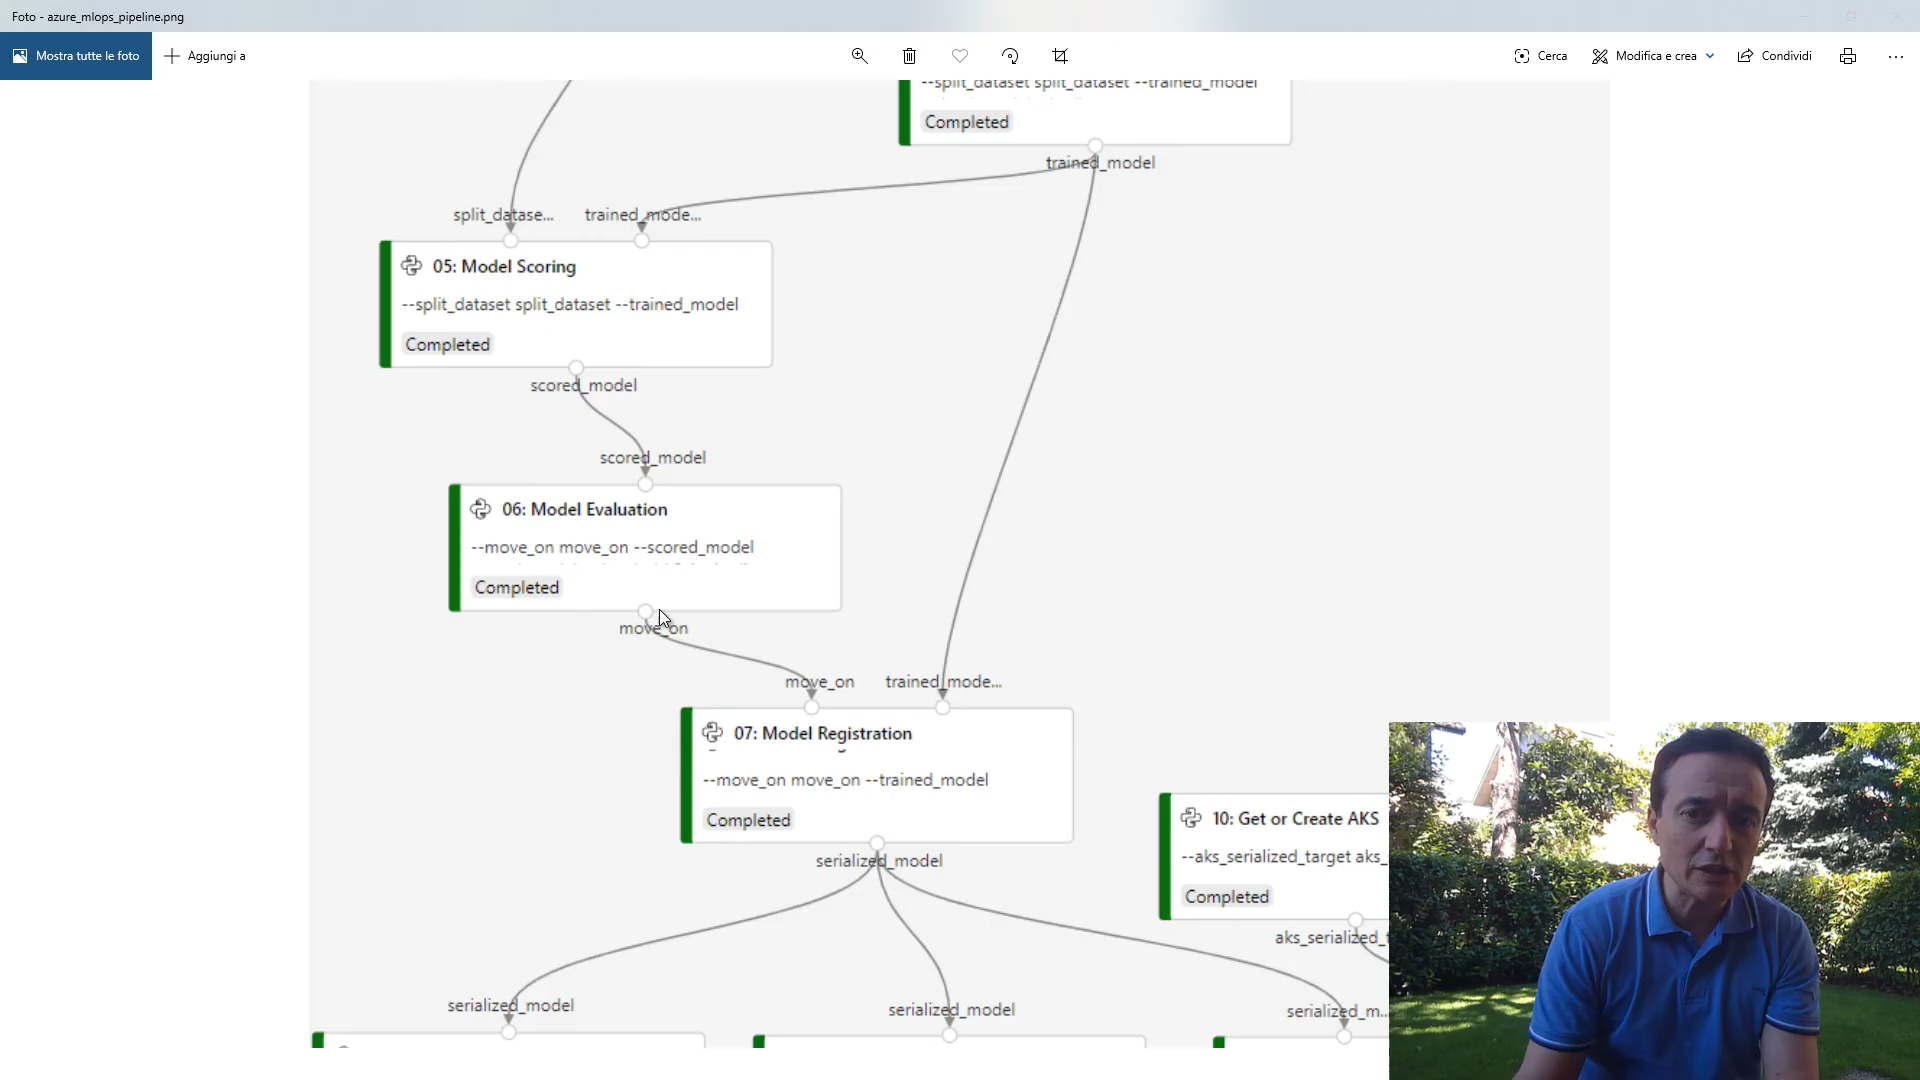 Foto - azure_mlops_pipeline.png
Mostra tutte le foto
Aggiungi a
Cerca
Modifica e crea
Condividi
--split_dataset split_dataset --trained_model
Completed
trained_model
split_datase... trained_mode...
05: Model Scoring
--split_dataset split_dataset --trained_model
Completed
scored_model
scored_model
06: Model Evaluation
--move_on move_on --scored_model
Completed
move_on
move_on trained_mode...
07: Model Registration
--move_on move_on --trained_model
Completed
serialized_model
10: Get or Create AKS
--aks_serialized_target aks_
Completed
aks_serialized_t
serialized_model
serialized_model
serialized_m...